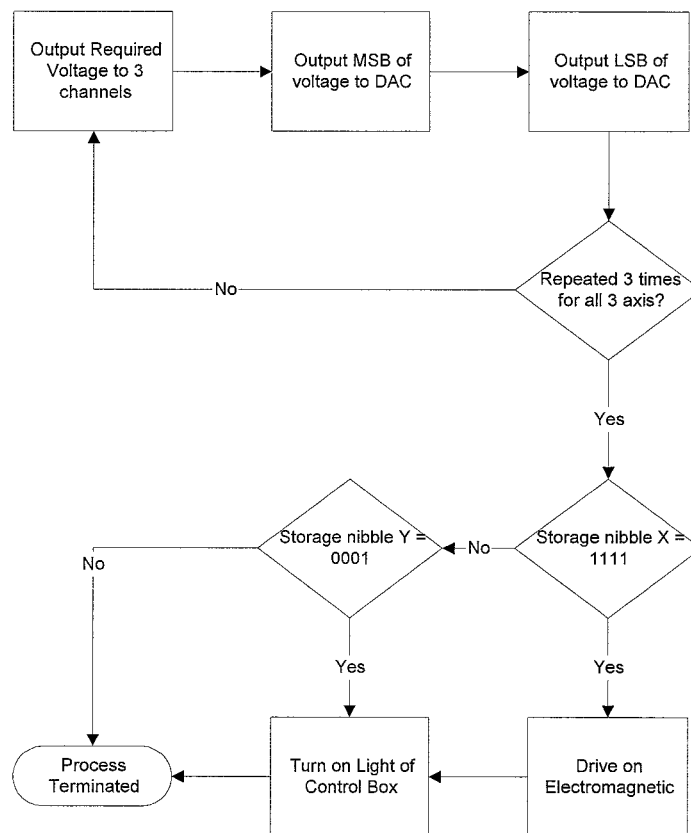 Output Required
Voltage to 3
channels
Output MSB of
voltage to DAC
Output LSB of
voltage to DAC
Repeated 3 times
for all 3 axis?
No
Yes
Storage nibble X =
1111
No
Storage nibble Y =
0001
No
Yes
Yes
Drive on
Electromagnetic
Turn on Light of
Control Box
Process
Terminated